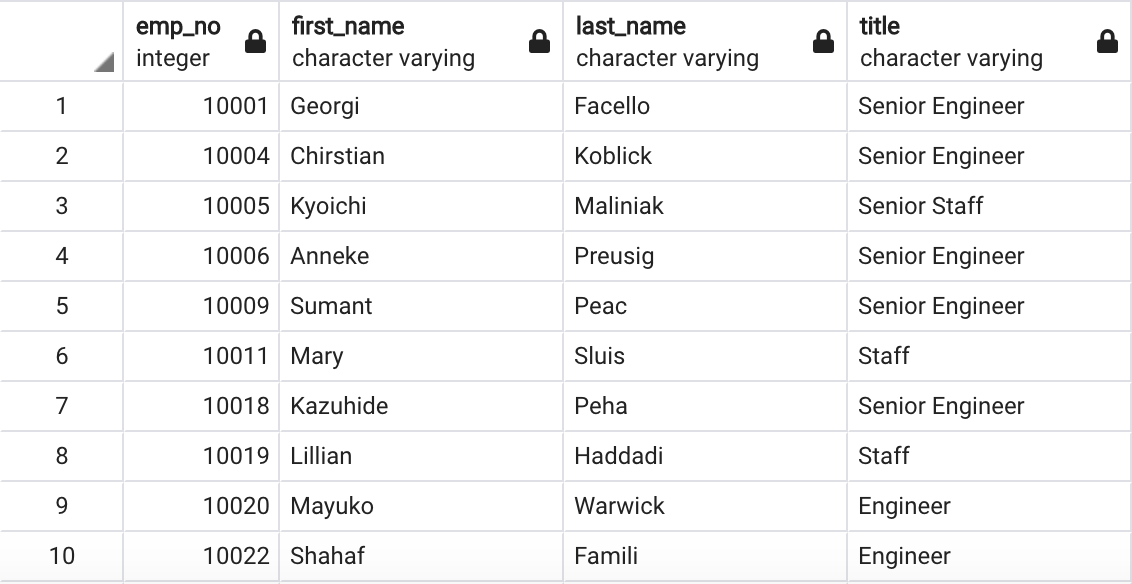 emp_no first_name last_name title
integer character varying character varying character varying
1 10001 Georgi Facello Senior Engineer
2 10004 Chirstian Koblick Senior Engineer
3 10005 Kyoichi Maliniak Senior Staff
4 10006 Anneke Preusig Senior Engineer
5 10009 Sumant Peac Senior Engineer
6 10011 Mary Sluis Staff
7 10018 Kazuhide Peha Senior Engineer
8 10019 Lillian Haddadi Staff
9 10020 Mayuko Warwick Engineer
10 10022 Shahaf Famili Engineer